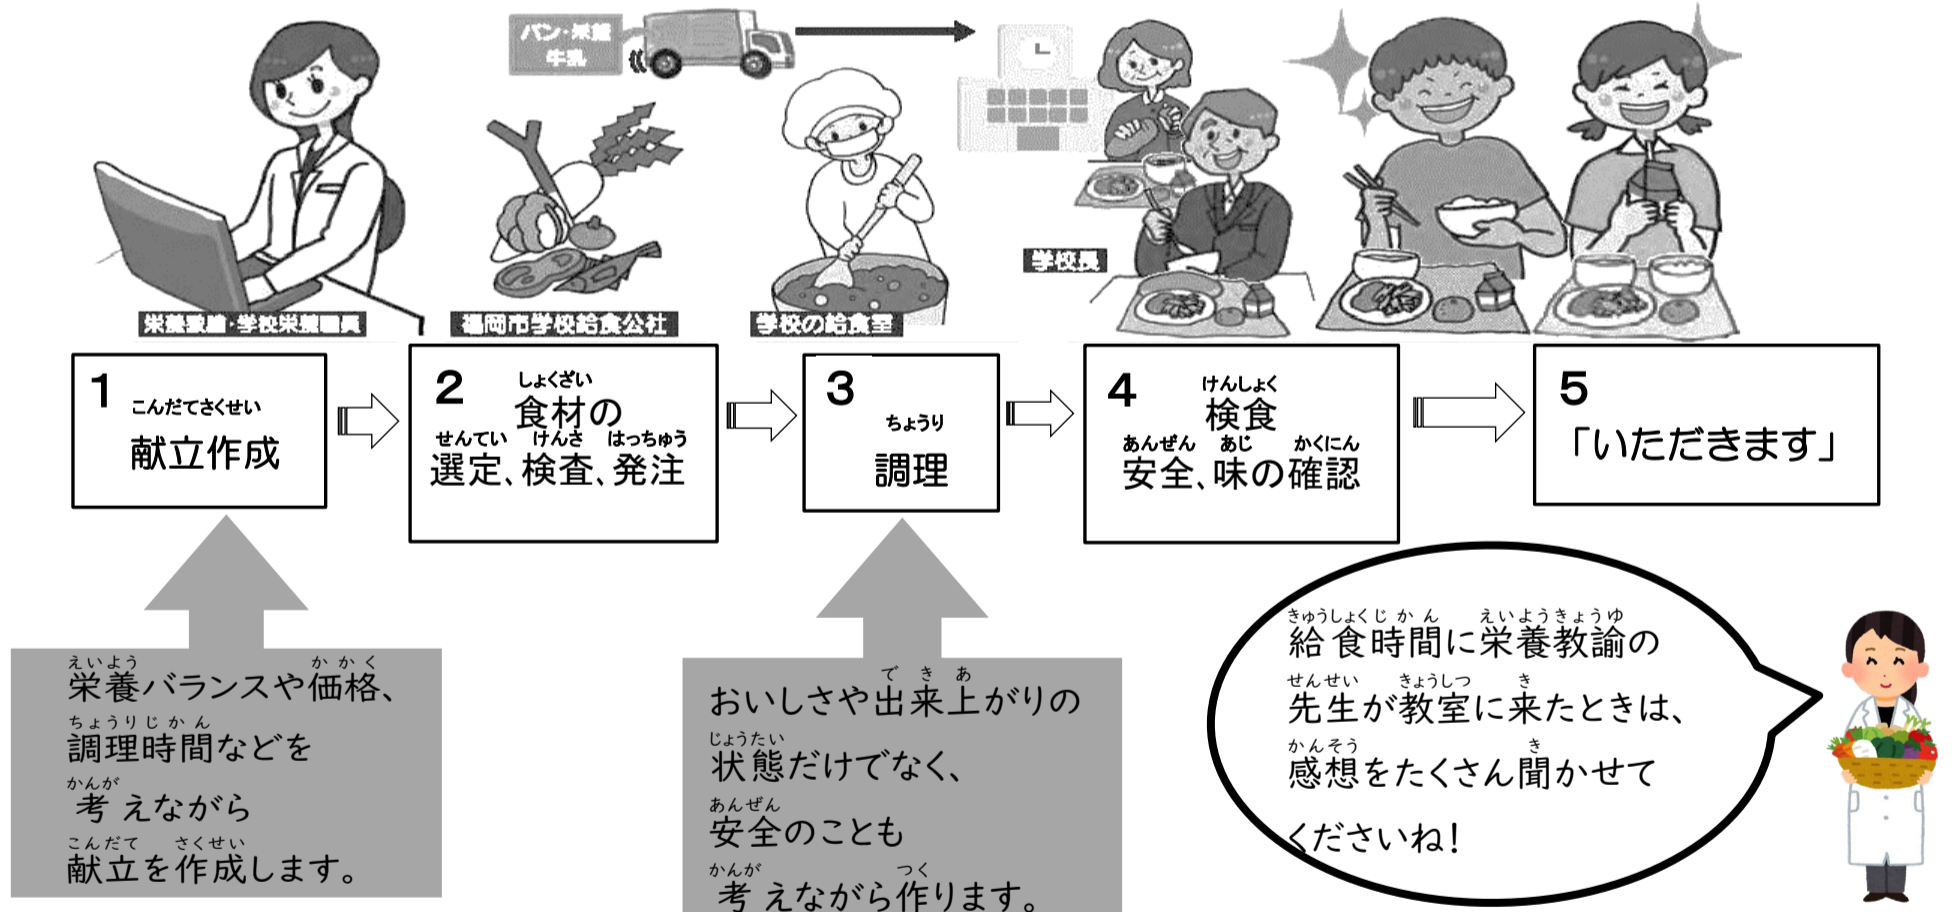 パン・米飯
牛乳
栄養教諭・学校栄養職員
福岡市学校給食公社
学校の給食室
学校長
1
こんだてさくせい
献立作成
2
しょくざい
食材の
せんてい けんさ はっちゅう
選定、検査、発注
3
ちょうり
調理
4
けんしょく
検食
あんぜん あじ かくにん
安全、味の確認
5
「いただきます」
えいよう かかく
栄養バランスや価格、
ちょうりじかん
調理時間などを
かんが
考えながら
こんだて さくせい
献立を作成します。
できあ
おいしさや出来上がりの
じょうたい
状態だけでなく、
あんぜん
安全のことも
かんが つく
考えながら作ります。
きゅうしょくじかん えいようきょうゆ
給食時間に栄養教諭の
せんせい きょうしつ き
先生が教室に来たときは、
かんそう き
感想をたくさん聞かせて
くださいね!